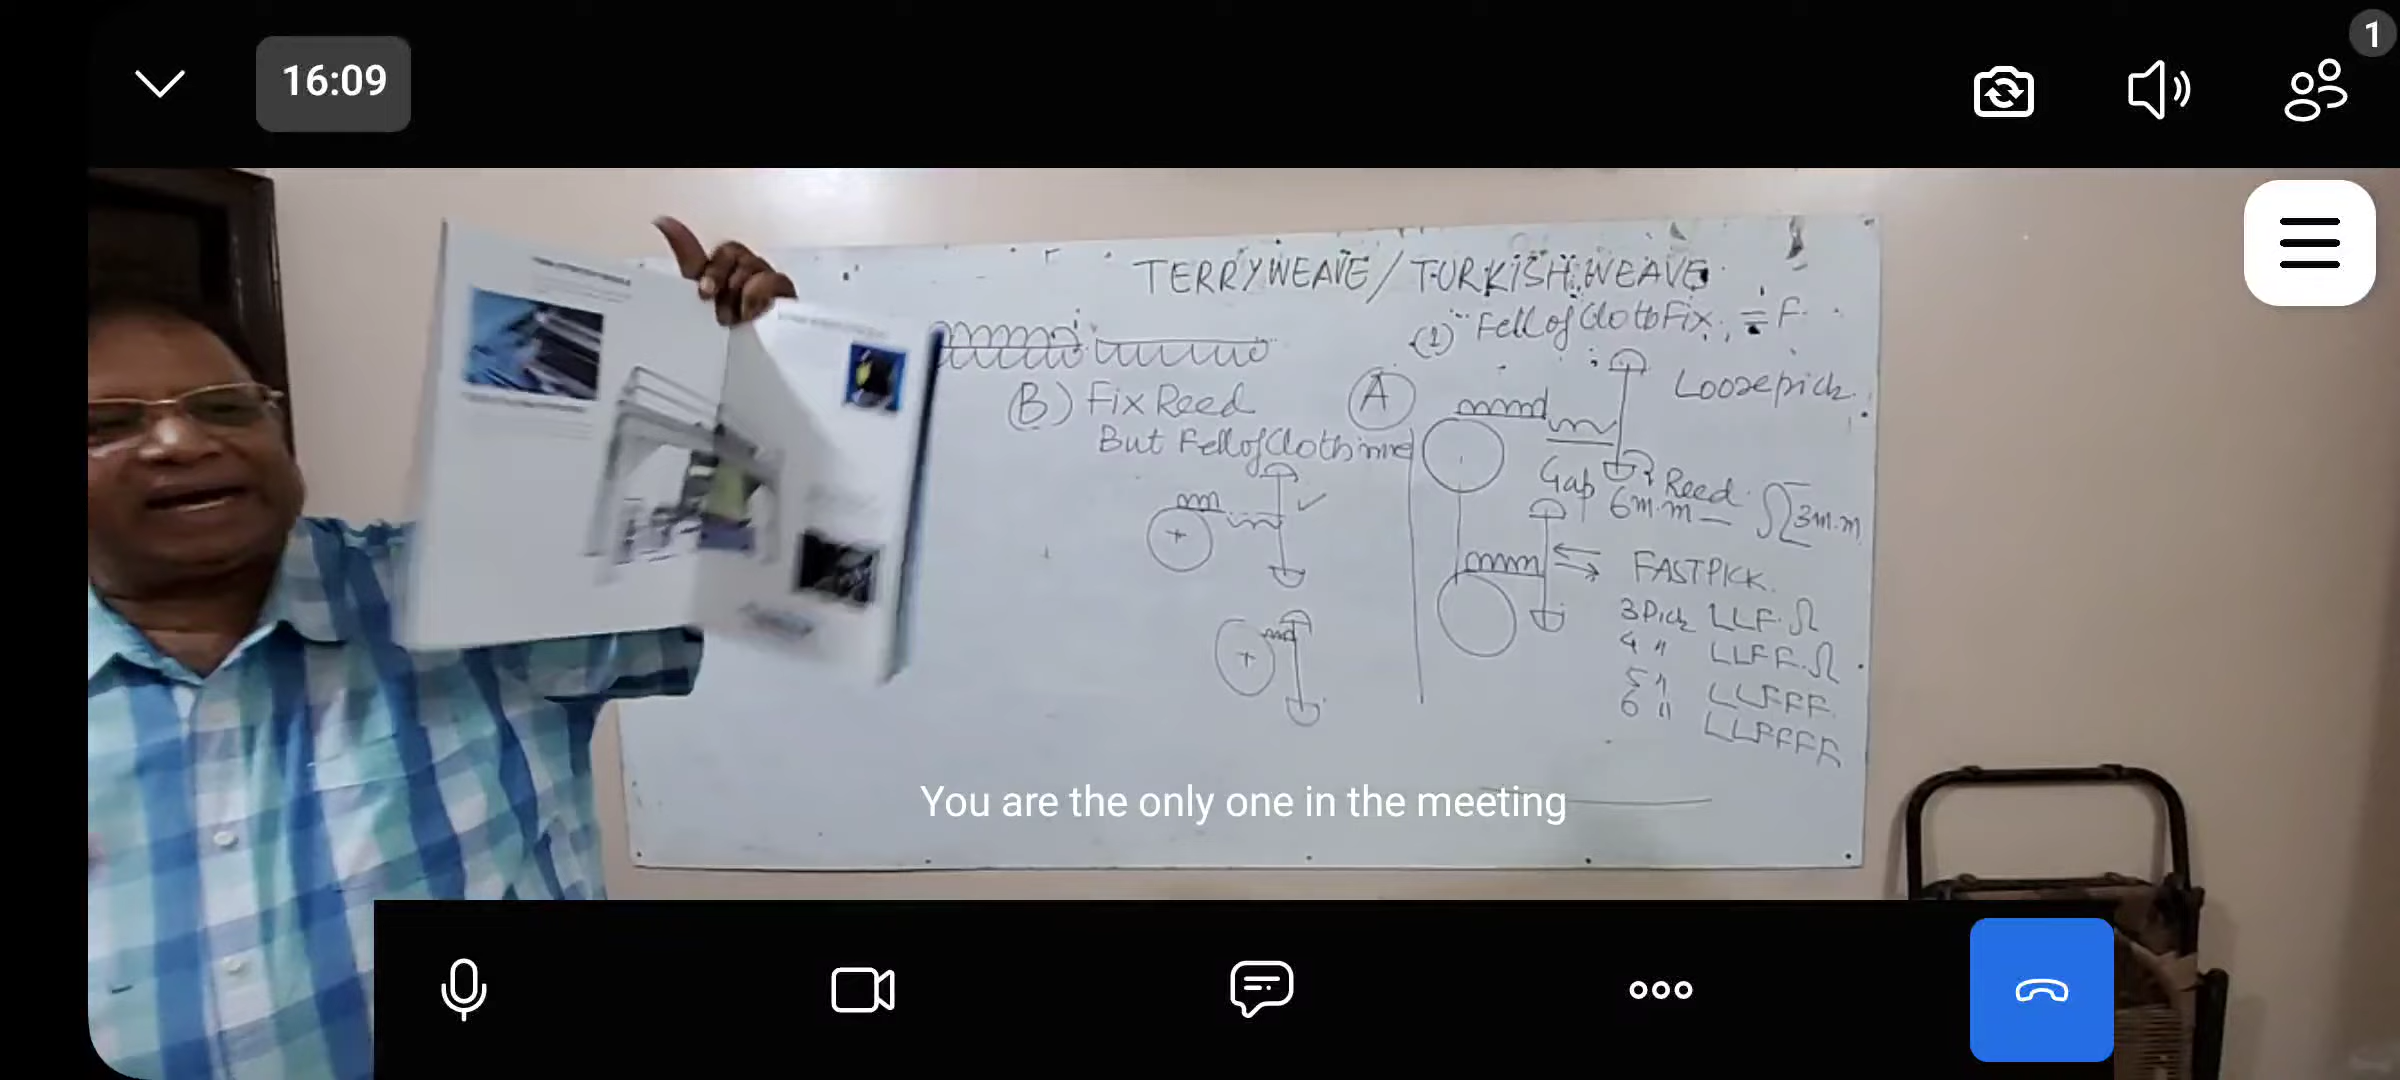 16:09
1
TERRYWEAVE / TURKISH WEAVE
(1) Fell of Cloth Fix, = F
Loose pick
(B) Fix Reed
But Fell of Cloth
(A)
Gap
6m.m
Reed
3m.m
FAST PICK.
3 Pick LLF.
4 " LLFF.
5 " LLFFF
6 " LLFFFF
You are the only one in the meeting